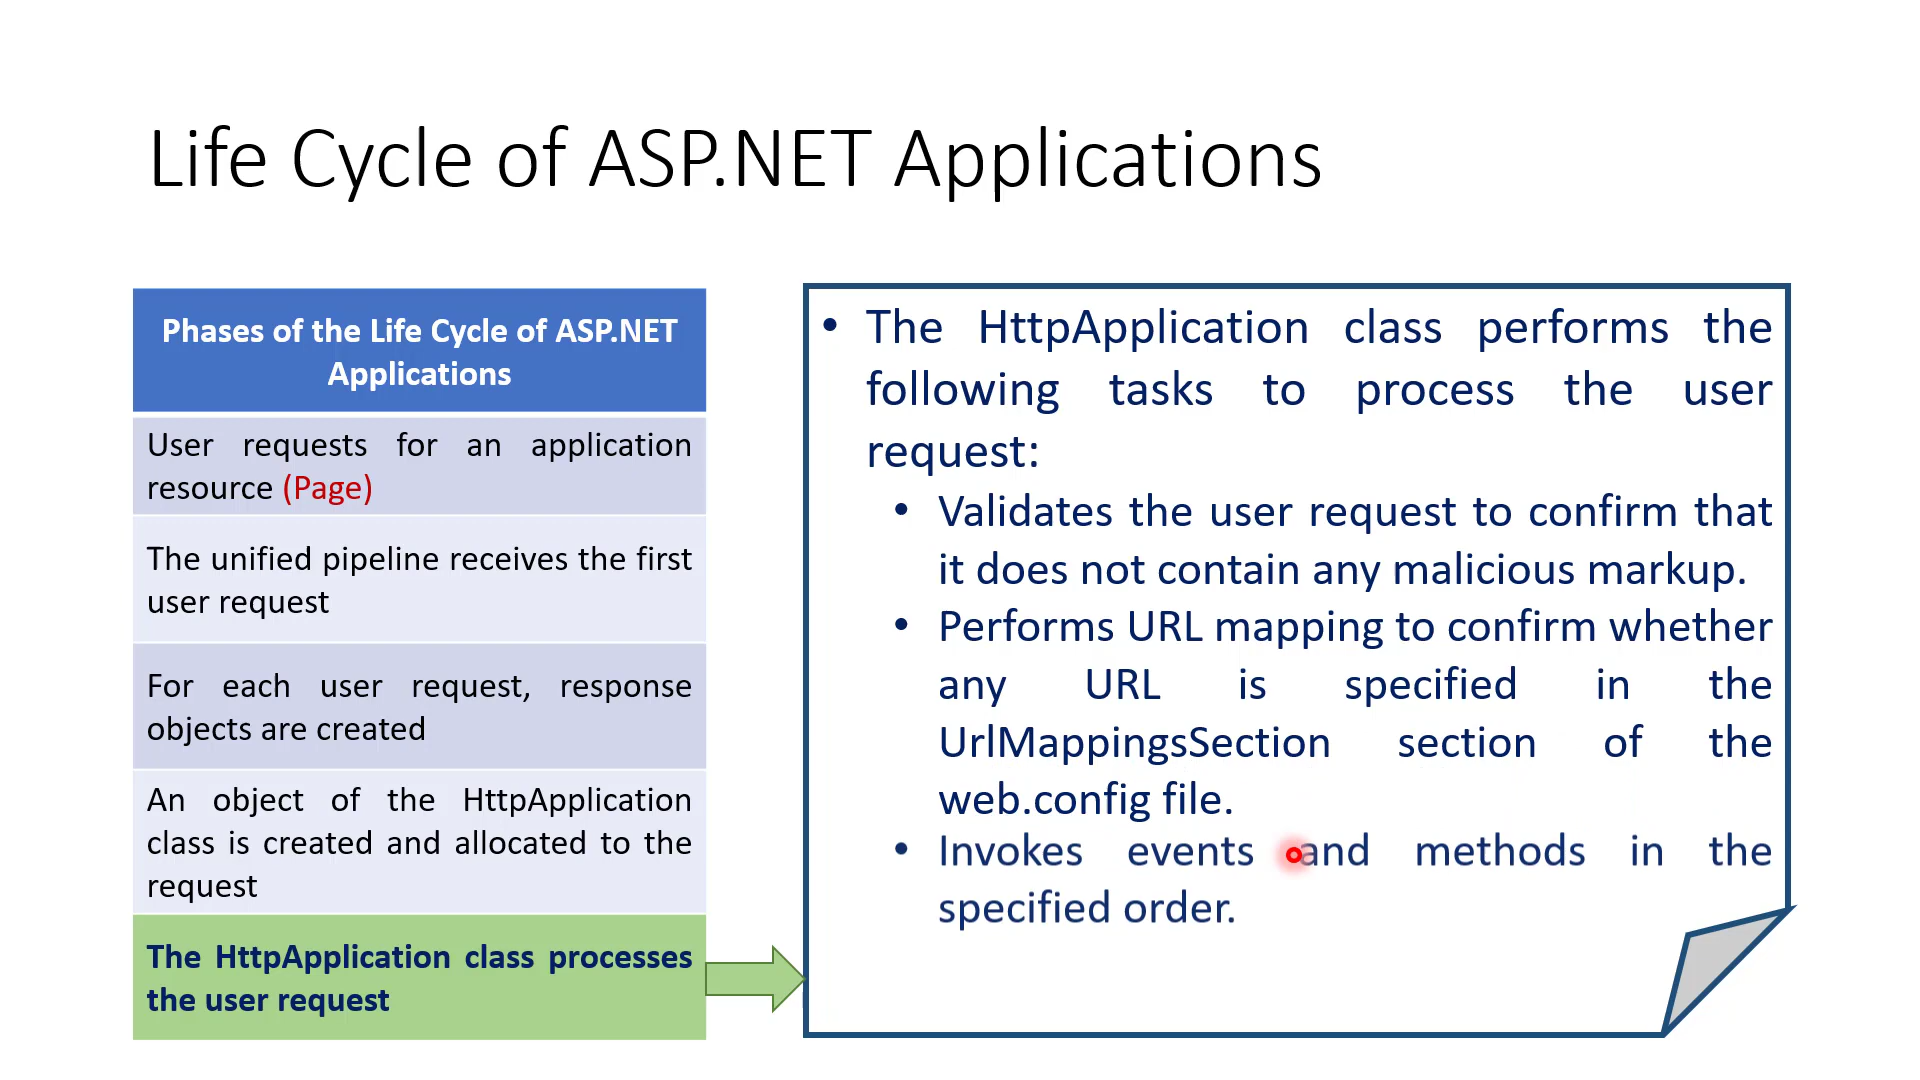 Life Cycle of ASP.NET Applications
Phases of the Life Cycle of ASP.NET
Applications
User requests for an application
resource (Page)
The unified pipeline receives the first
user request
For each user request, response
objects are created
An object of the HttpApplication
class is created and allocated to the
request
The HttpApplication class processes
the user request
• The HttpApplication class performs the
following tasks to process the user
request:
• Validates the user request to confirm that
it does not contain any malicious markup.
• Performs URL mapping to confirm whether
any URL is specified in the
UrlMappingsSection section of the
web.config file.
• Invokes events and methods in the
specified order.